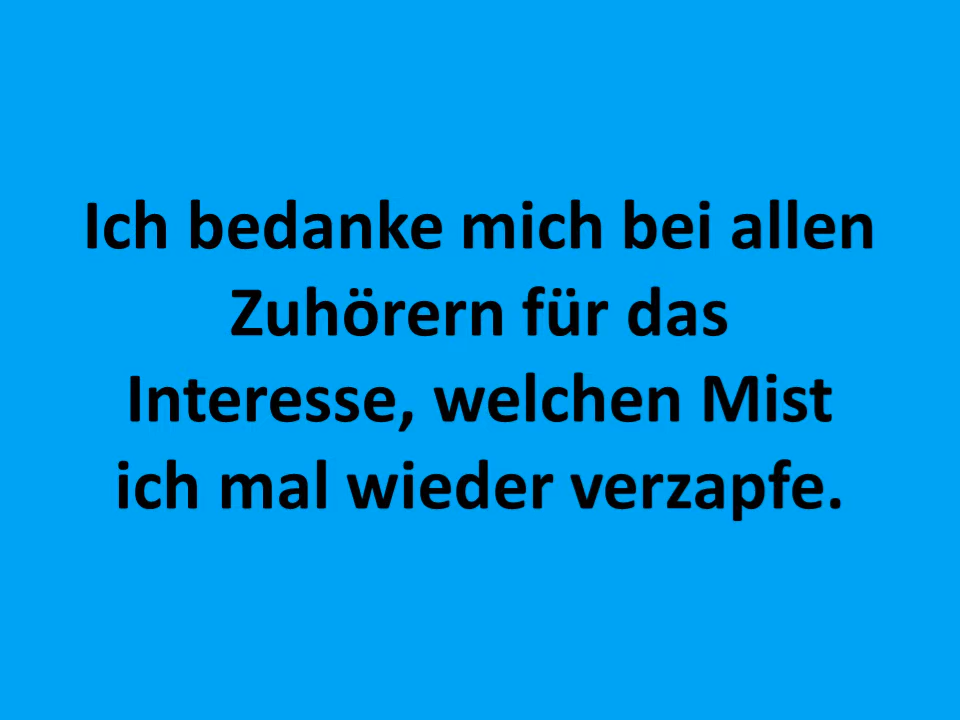 Ich bedanke mich bei allen
Zuhörern für das
Interesse, welchen Mist
ich mal wieder verzapfe.